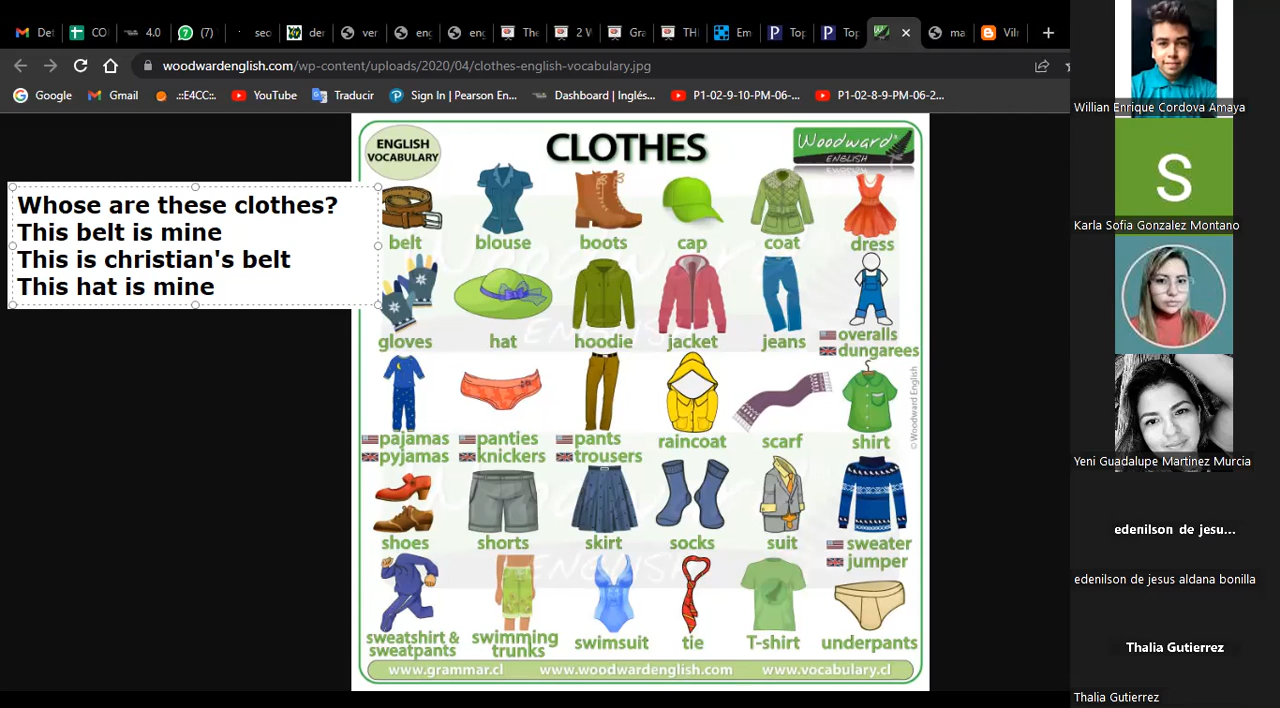 Det
COI
4.0
(7)
sec
der
ver
eng
eng
The
2 V
Gra
THI
Em
Top
Top
ma
Vilr
woodwardenglish.com/wp-content/uploads/2020/04/clothes-english-vocabulary.jpg
Google
Gmail
.::E4CC::.
YouTube
Traducir
Sign In | Pearson En...
Dashboard | Inglés...
P1-02-9-10-PM-06-...
P1-02-8-9-PM-06-2...
ENGLISH
VOCABULARY
CLOTHES
Woodward
ENGLISH
Whose are these clothes?
This belt is mine
This is christian's belt
This hat is mine
belt
blouse
boots
cap
coat
dress
gloves
hat
hoodie
jacket
jeans
overalls
dungarees
pajamas
pyjamas
panties
knickers
pants
trousers
raincoat
scarf
shirt
© Woodward English
shoes
shorts
skirt
socks
suit
sweater
jumper
sweatshirt &
sweatpants
swimming
trunks
swimsuit
tie
T-shirt
underpants
www.grammar.cl
www.woodwardenglish.com
www.vocabulary.cl
Willian Enrique Cordova Amaya
S
Karla Sofia Gonzalez Montano
Yeni Guadalupe Martinez Murcia
edenilson de jesu...
edenilson de jesus aldana bonilla
Thalia Gutierrez
Thalia Gutierrez